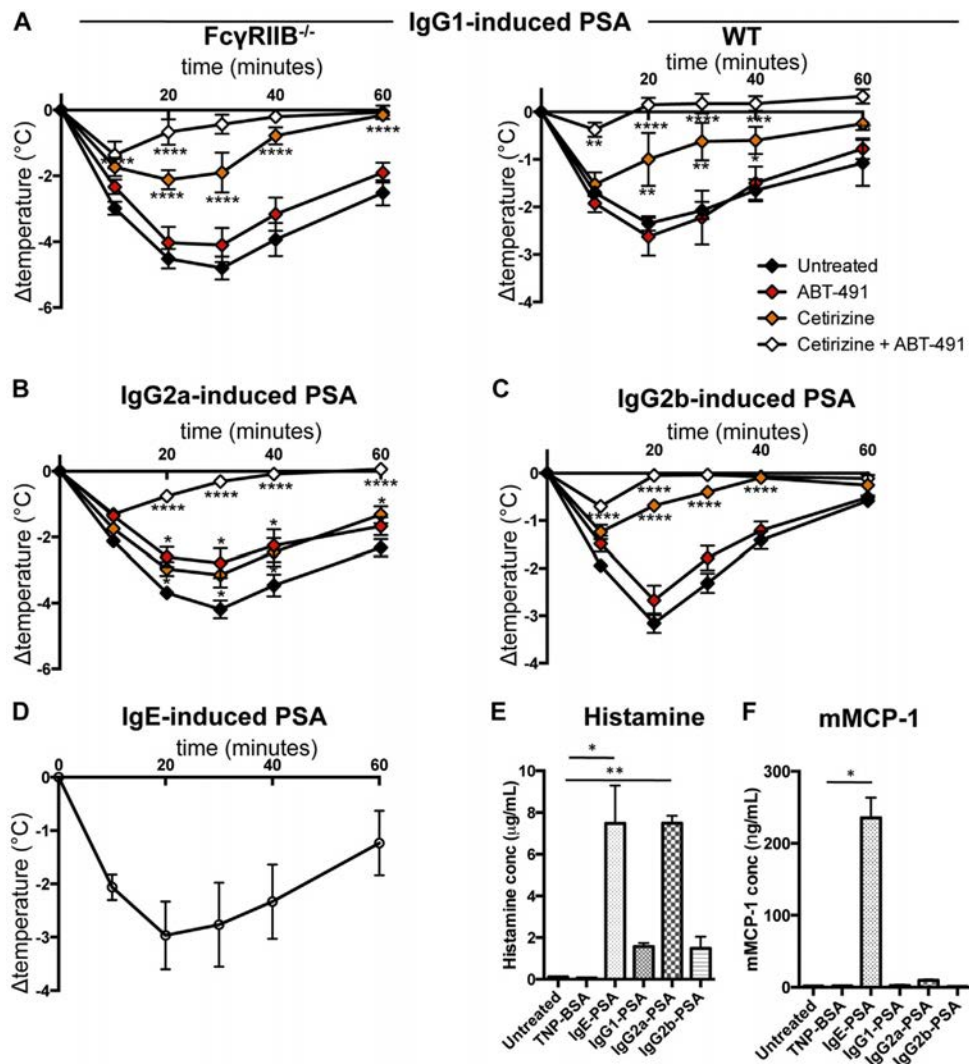 A
IgG1-induced PSA
FcγRIIB-/-
WT
time (minutes)
20 40 60
0
-2
-4
-6
Δtemperature (°C)
**** **** **** ****
**** **** ****
time (minutes)
20 40 60
1
0
-1
-2
-3
-4
Δtemperature (°C)
** **** **** ***
** ** *
Untreated
ABT-491
Cetirizine
Cetirizine + ABT-491
B
IgG2a-induced PSA
time (minutes)
20 40 60
0
-2
-4
-6
Δtemperature (°C)
**** **** **** ****
* * * *
* * *
C
IgG2b-induced PSA
time (minutes)
20 40 60
0
-1
-2
-3
-4
Δtemperature (°C)
**** **** **** ****
**** ****
D
IgE-induced PSA
time (minutes)
0 20 40 60
0
-1
-2
-3
-4
Δtemperature (°C)
E
Histamine
*
**
10
8
6
4
2
0
Histamine conc (μg/mL)
Untreated
TNP-BSA
IgE-PSA
IgG1-PSA
IgG2a-PSA
IgG2b-PSA
F
mMCP-1
*
300
200
100
0
mMCP-1 conc (ng/mL)
Untreated
TNP-BSA
IgE-PSA
IgG1-PSA
IgG2a-PSA
IgG2b-PSA